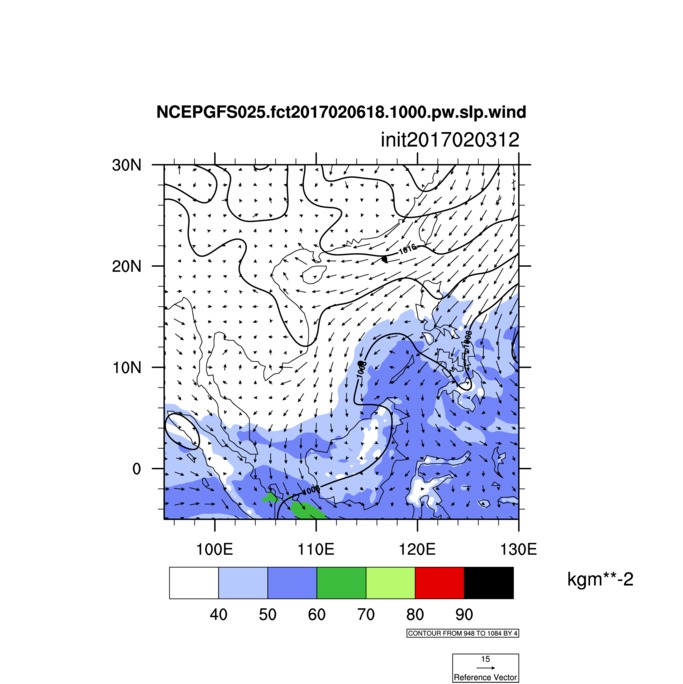 NCEPGFS025.fct2017020618.1000.pw.slp.wind
init2017020312
30N
1016
20N
1008
10N
1008
0
1008
100E 110E 120E 130E
kgm**-2
40 50 60 70 80 90
CONTOUR FROM 948 TO 1084 BY 4
15
Reference Vector